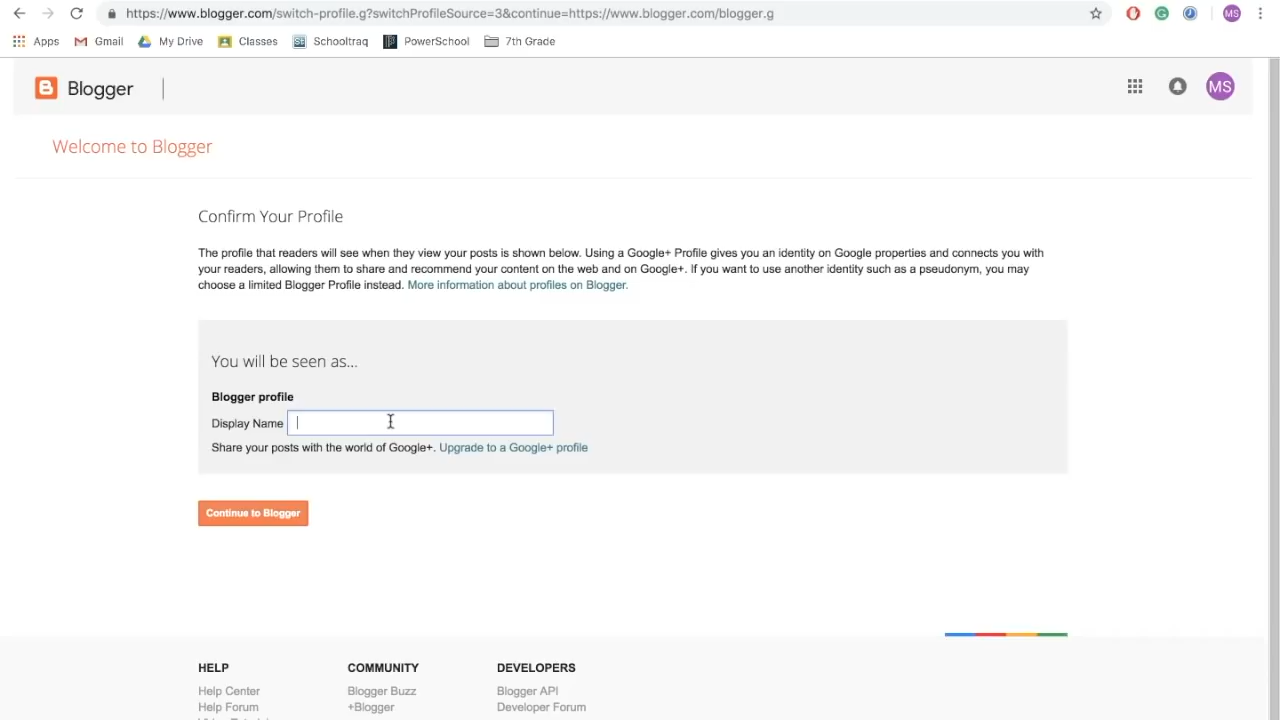 https://www.blogger.com/switch-profile.g?switchProfileSource=3&continue=https://www.blogger.com/blogger.g
MS
Apps Gmail My Drive Classes Schooltraq PowerSchool 7th Grade
Blogger
MS
Welcome to Blogger
Confirm Your Profile
The profile that readers will see when they view your posts is shown below. Using a Google+ Profile gives you an identity on Google properties and connects you with
your readers, allowing them to share and recommend your content on the web and on Google+. If you want to use another identity such as a pseudonym, you may
choose a limited Blogger Profile instead. More information about profiles on Blogger.
You will be seen as...
Blogger profile
Display Name
Share your posts with the world of Google+. Upgrade to a Google+ profile
Continue to Blogger
HELP COMMUNITY DEVELOPERS
Help Center Blogger Buzz Blogger API
Help Forum +Blogger Developer Forum